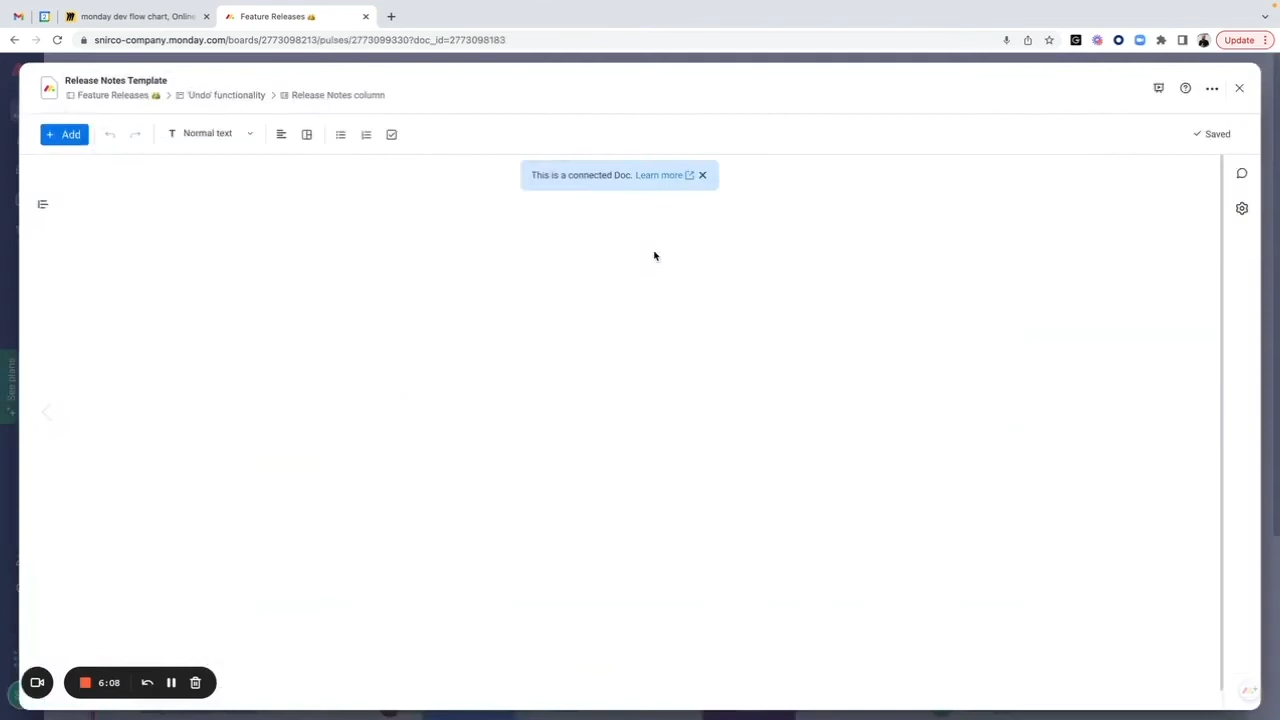 monday dev flow chart, Online
Feature Releases
snirco-company.monday.com/boards/2773098213/pulses/2773099330?doc_id=2773098183
Update
Release Notes Template
Feature Releases > 'Undo' functionality > Release Notes column
+ Add
T Normal text
Saved
This is a connected Doc. Learn more
See plans
6:08